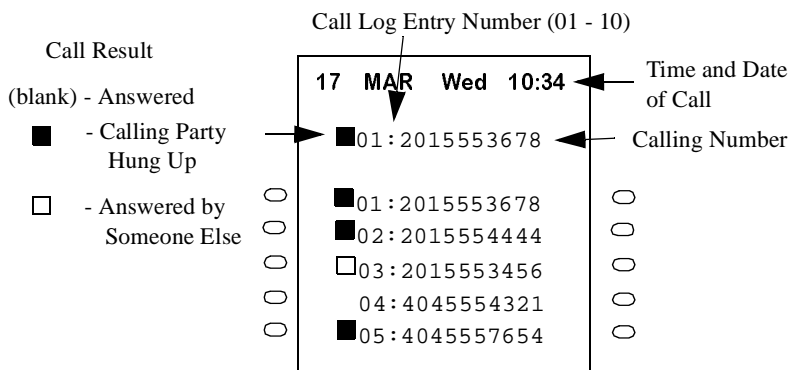 Call Log Entry Number (01 - 10)
Call Result
(blank) - Answered
■ - Calling Party
Hung Up
□ - Answered by
Someone Else
17 MAR Wed 10:34
■01:2015553678
■01:2015553678
■02:2015554444
□03:2015553456
04:4045554321
■05:4045557654
Time and Date
of Call
Calling Number